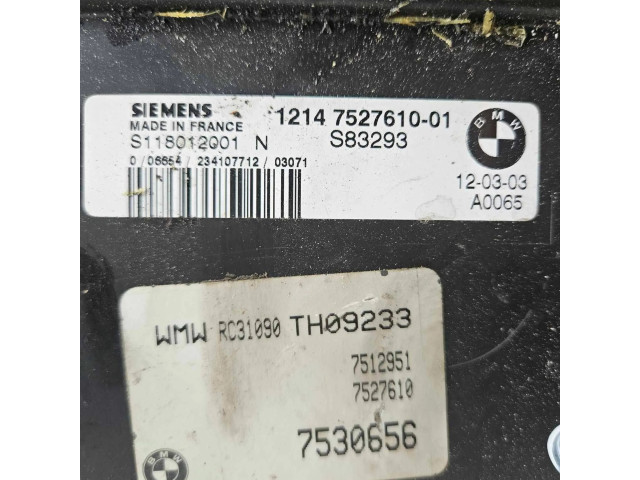 SIEMENS 1214 7527610-01
MADE IN FRANCE
S118012001 N S83293
0 / 06654 / 234107712 / 03071
12-03-03
A0065
BMW
WMW RC31090 TH09233
7512951
7527610
7530656
BMW